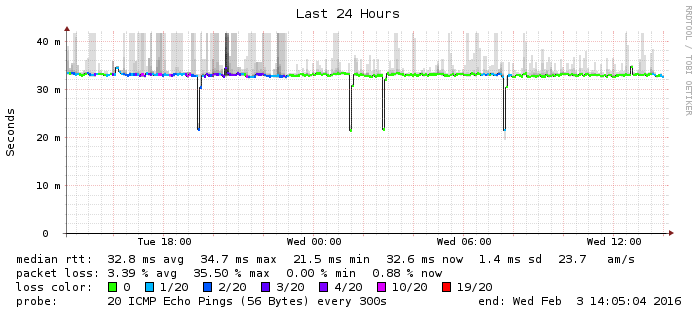 Last 24 Hours
RRDTOOL / TOBI OETIKER
Seconds
40 m
30 m
20 m
10 m
0
Tue 18:00 Wed 00:00 Wed 06:00 Wed 12:00
median rtt: 32.8 ms avg 34.7 ms max 21.5 ms min 32.6 ms now 1.4 ms sd 23.7 am/s
packet loss: 3.39 % avg 35.50 % max 0.00 % min 0.88 % now
loss color: 0 1/20 2/20 3/20 4/20 10/20 19/20
probe: 20 ICMP Echo Pings (56 Bytes) every 300s end: Wed Feb 3 14:05:04 2016